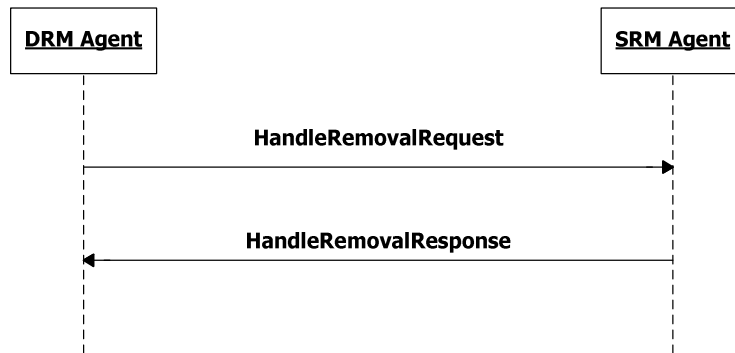 DRM Agent
SRM Agent
HandleRemovalRequest
HandleRemovalResponse